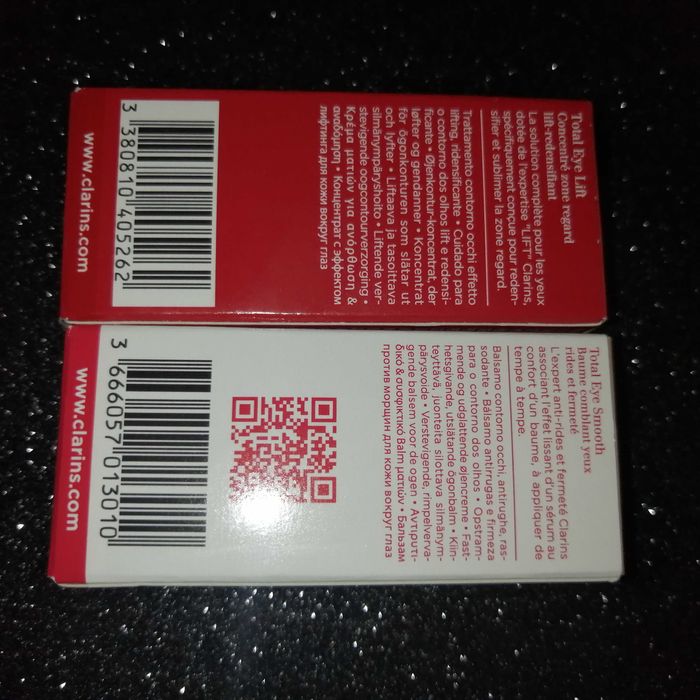 Total Eye Lift
Concentré zone regard
lift-redensifiant
La solution complète pour les yeux
dotée de l'expertise "LIFT" Clarins,
spécifiquement conçue pour reden-
sifier et sublimer la zone regard.
Trattamento contorno occhi effetto
lifting, ridensificante • Cuidado para
o contorno dos olhos lift e redensi-
ficante • Øjenkontur-koncentrat, der
løfter og gendanner • Koncentrat
för ögonkonturen som slätar ut
och lyfter • Liftaava ja tasoittava
silmänympäryshoito • Liftende ver-
stevigende oogcontourverzorging •
Κρέμα ματιών για ανόρθωση &
αναδόμηση • Концентрат с эффектом
лифтинга для кожи вокруг глаз
3 380810 405262
www.clarins.com
Total Eye Smooth
Baume comblant yeux
rides et fermeté
L'expert anti-rides et fermeté Clarins
associant l'effet lissant d'un sérum au
confort d'un baume, à appliquer de
tempe à tempe.
Balsamo contorno occhi, antirughe, ras-
sodante • Bálsamo antirrugas e firmeza
para o contorno dos olhos • Opstram-
mende og udglattende øjencreme • Fast-
hetsgivande, utslätande ögonbalm • Kiin-
teyttävä, juonteita silottava silmänym-
pärysvoide • Verstevigende, rimpelverva-
gende balsem voor de ogen • Αντιρυτι-
δικό & συσφικτικό Balm ματιών • Бальзам
против морщин для кожи вокруг глаз
3 666057 013010
www.clarins.com